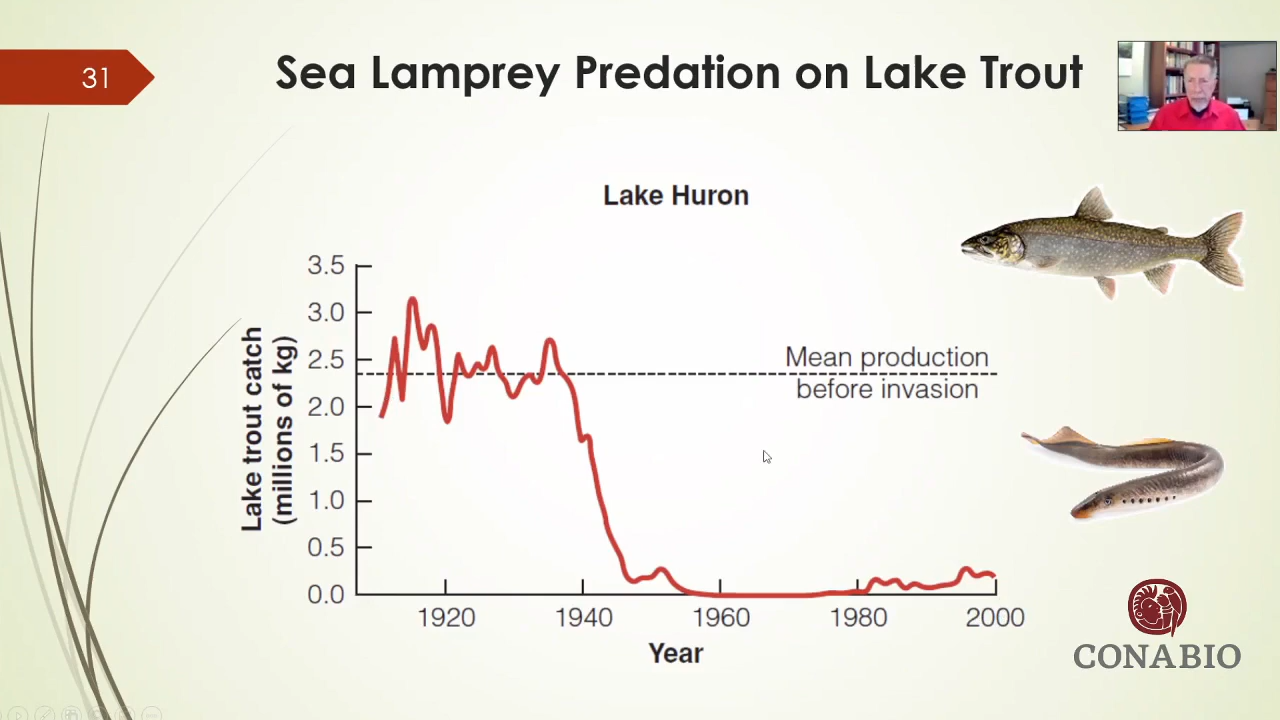 31
Sea Lamprey Predation on Lake Trout
Lake Huron
Lake trout catch
(millions of kg)
3.5
3.0
2.5
2.0
1.5
1.0
0.5
0.0
Mean production
before invasion
1920 1940 1960 1980 2000
Year
CONABIO